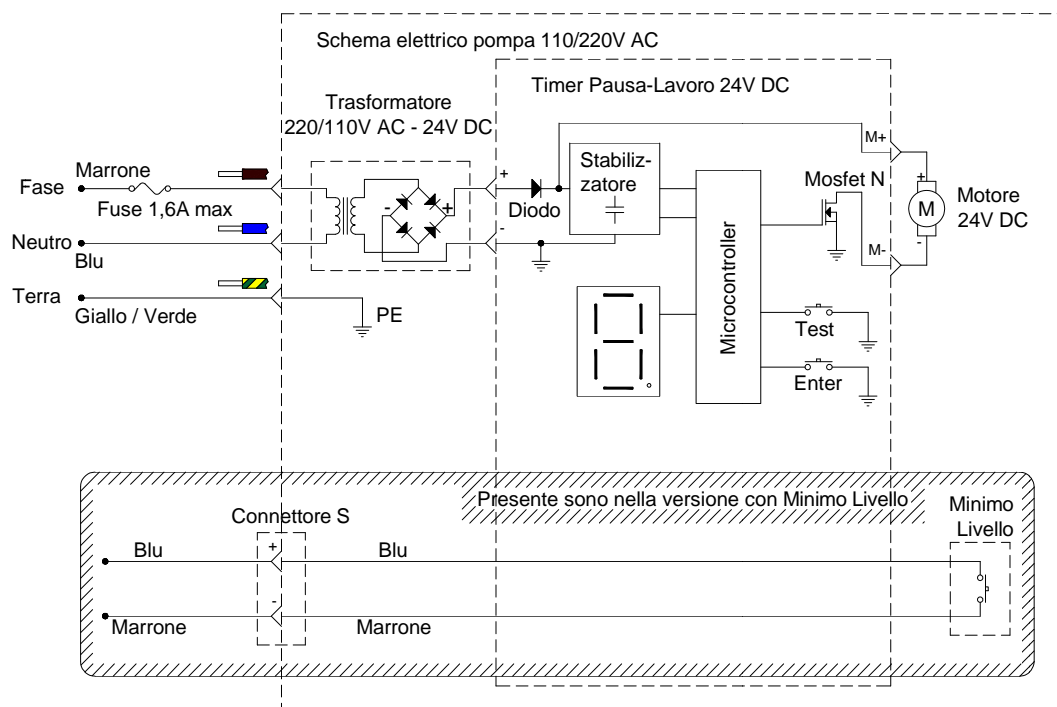 Schema elettrico pompa 110/220V AC
Timer Pausa-Lavoro 24V DC
Trasformatore
220/110V AC - 24V DC
Marrone
Fase
Fuse 1,6A max
Neutro
Blu
Terra
Giallo / Verde
PE
-
+
+
-
Diodo
Stabiliz-
zatore
Microcontroller
Mosfet N
M+
M-
+
M
-
Motore
24V DC
Test
Enter
Presente sono nella versione con Minimo Livello
Connettore S
Minimo
Livello
Blu
+
Blu
-
Marrone
Marrone